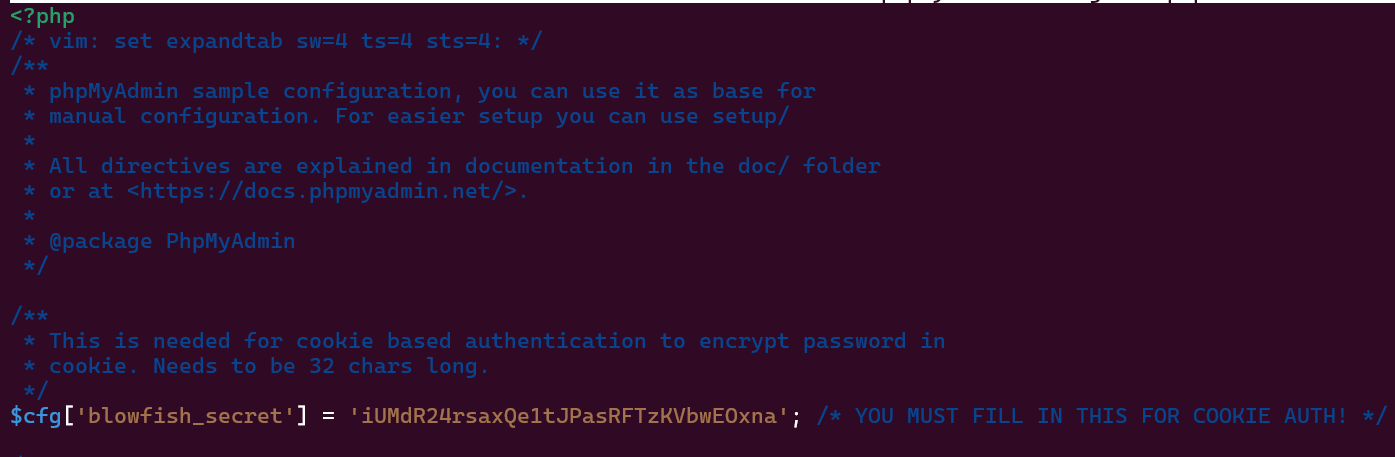 <?php
/* vim: set expandtab sw=4 ts=4 sts=4: */
/**
 * phpMyAdmin sample configuration, you can use it as base for
 * manual configuration. For easier setup you can use setup/
 *
 * All directives are explained in documentation in the doc/ folder
 * or at <https://docs.phpmyadmin.net/>.
 *
 * @package PhpMyAdmin
 */

/**
 * This is needed for cookie based authentication to encrypt password in
 * cookie. Needs to be 32 chars long.
 */
$cfg['blowfish_secret'] = 'iUMdR24rsaxQe1tJPasRFTzKVbwEOxna'; /* YOU MUST FILL IN THIS FOR COOKIE AUTH! */